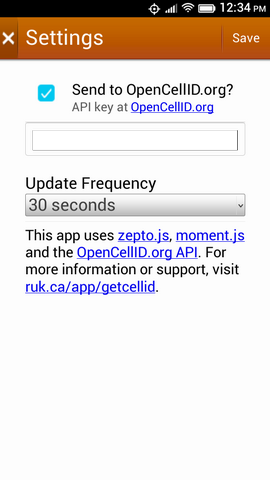 12:34 PM
Settings
Save
Send to OpenCellID.org?
API key at OpenCellID.org
Update Frequency
30 seconds
This app uses zepto.js, moment.js
and the OpenCellID.org API. For
more information or support, visit
ruk.ca/app/getcellid.